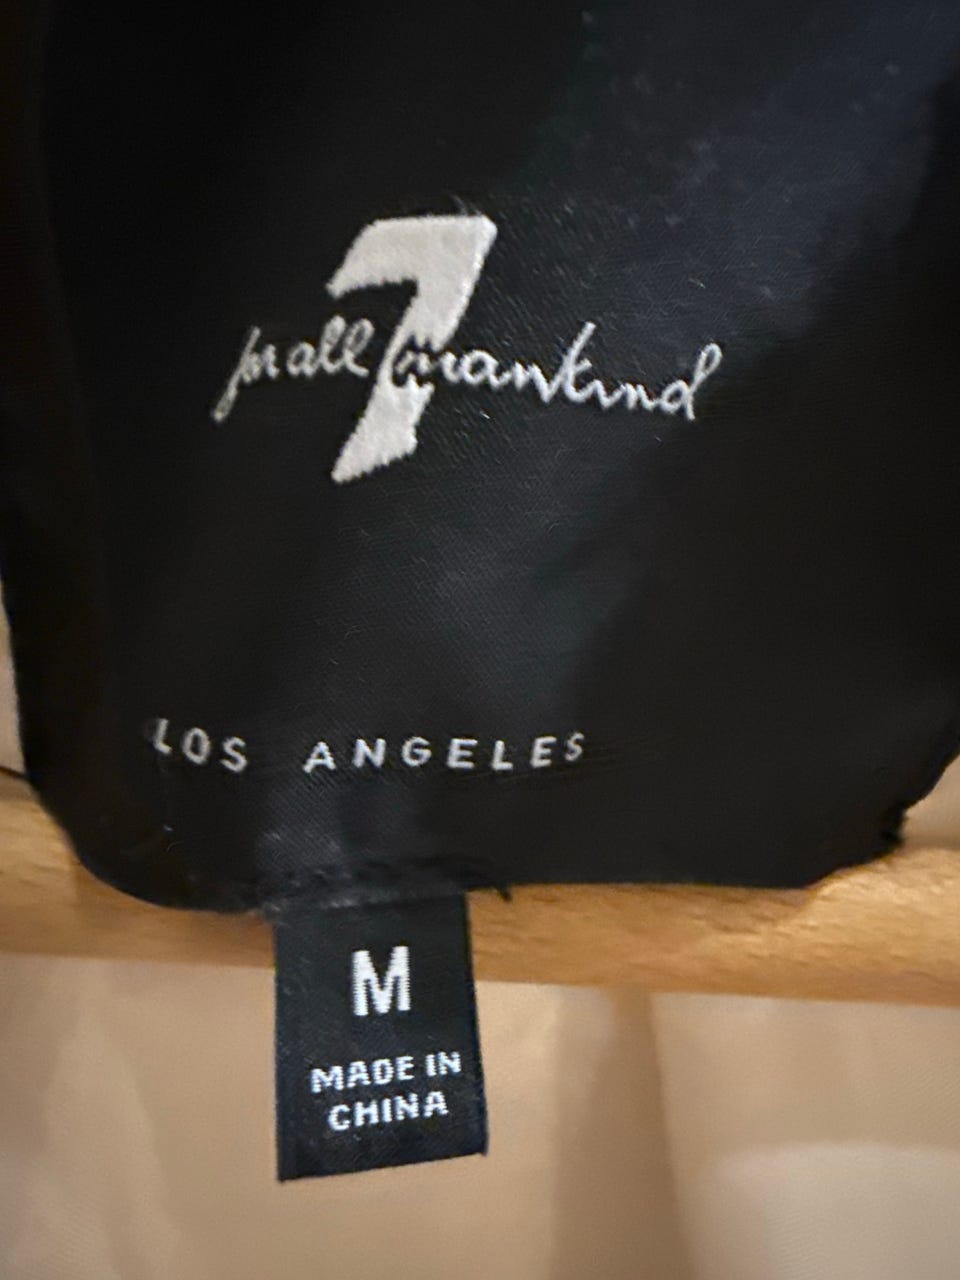 7
for all mankind
LOS ANGELES
M
MADE IN
CHINA